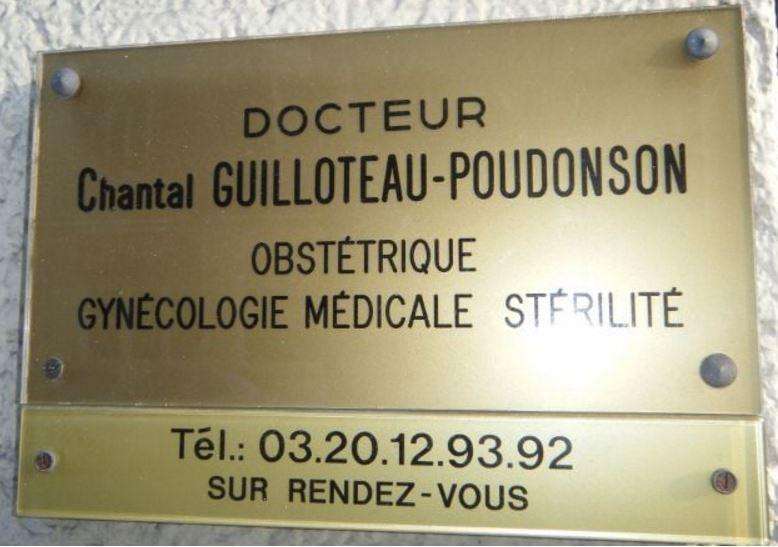 DOCTEUR
Chantal GUILLOTEAU-POUDONSON
OBSTÉTRIQUE
GYNÉCOLOGIE MÉDICALE STÉRILITÉ
Tél.: 03.20.12.93.92
SUR RENDEZ-VOUS